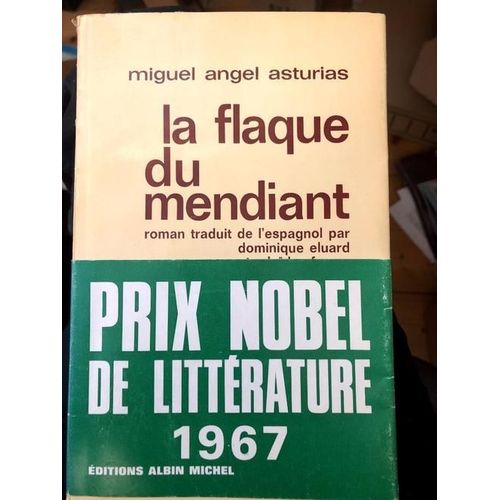 miguel angel asturias
la flaque
du
mendiant
roman traduit de l'espagnol par
dominique eluard
PRIX NOBEL
DE LITTÉRATURE
1967
ÉDITIONS ALBIN MICHEL